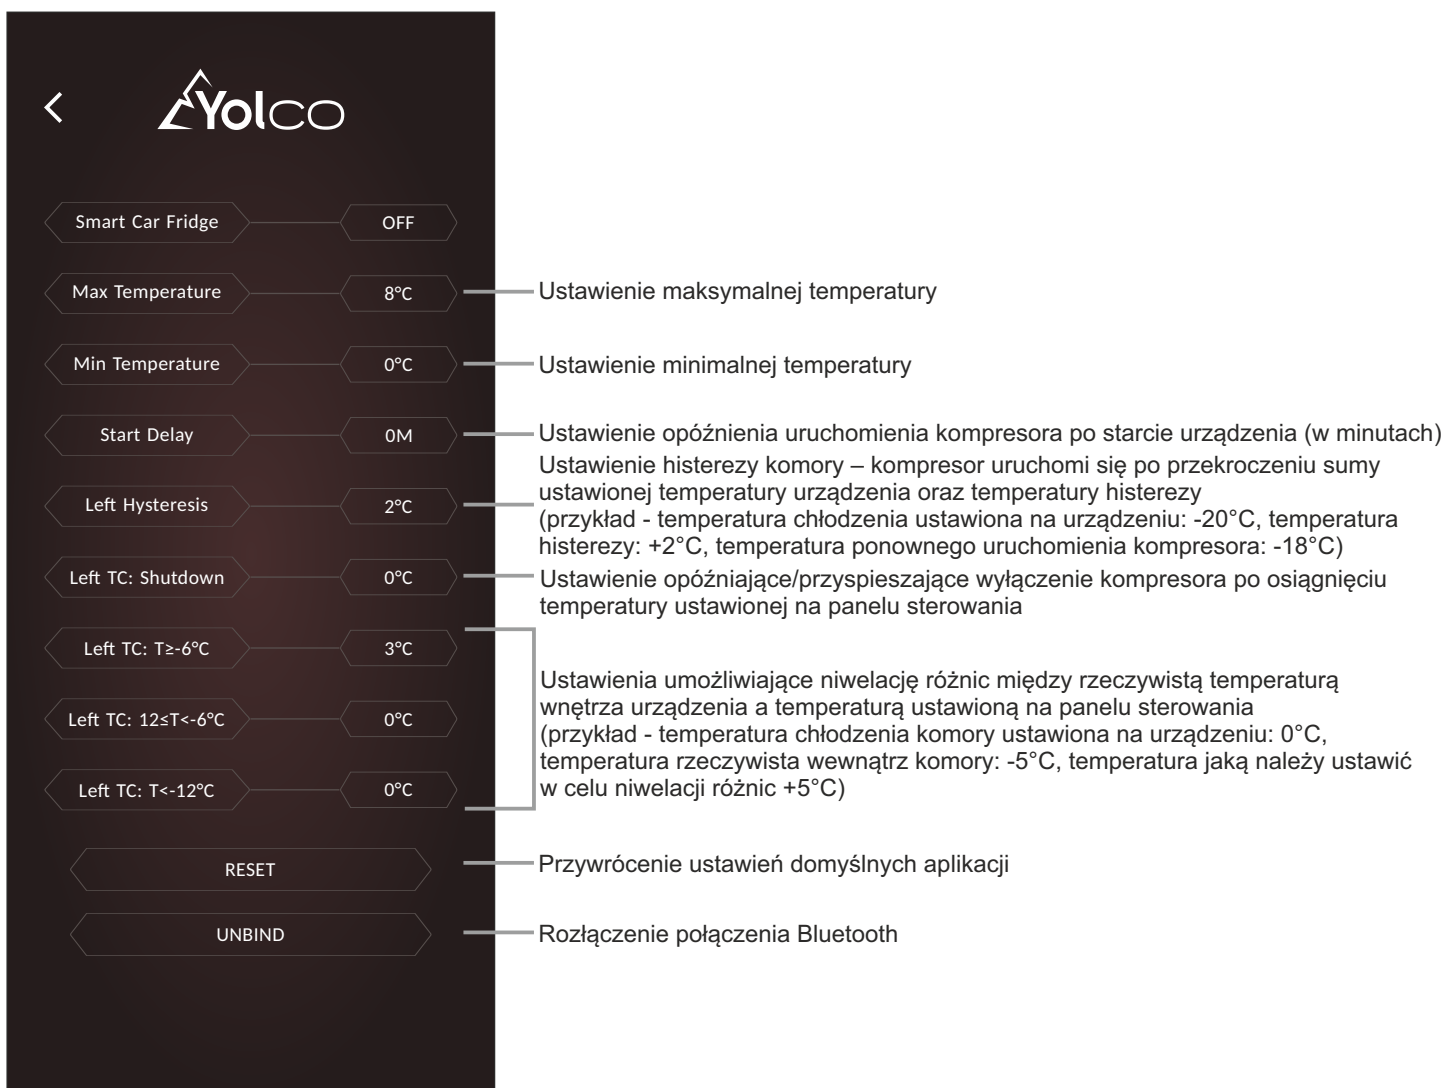 Yolco
Smart Car Fridge OFF
Max Temperature 8°C Ustawienie maksymalnej temperatury
Min Temperature 0°C Ustawienie minimalnej temperatury
Start Delay 0M Ustawienie opóźnienia uruchomienia kompresora po starcie urządzenia (w minutach)
Left Hysteresis 2°C
Ustawienie histerezy komory – kompresor uruchomi się po przekroczeniu sumy
ustawionej temperatury urządzenia oraz temperatury histerezy
(przykład - temperatura chłodzenia ustawiona na urządzeniu: -20°C, temperatura
histerezy: +2°C, temperatura ponownego uruchomienia kompresora: -18°C)
Left TC: Shutdown 0°C
Ustawienie opóźniające/przyspieszające wyłączenie kompresora po osiągnięciu
temperatury ustawionej na panelu sterowania
Left TC: T≥-6°C 3°C
Left TC: 12≤T<-6°C 0°C
Left TC: T<-12°C 0°C
Ustawienia umożliwiające niwelację różnic między rzeczywistą temperaturą
wnętrza urządzenia a temperaturą ustawioną na panelu sterowania
(przykład - temperatura chłodzenia komory ustawiona na urządzeniu: 0°C,
temperatura rzeczywista wewnątrz komory: -5°C, temperatura jaką należy ustawić
w celu niwelacji różnic +5°C)
RESET Przywrócenie ustawień domyślnych aplikacji
UNBIND Rozłączenie połączenia Bluetooth